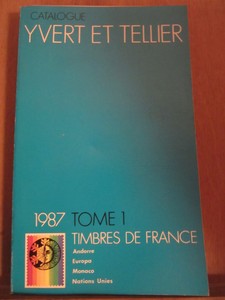 CATALOGUE
YVERT ET TELLIER
1987 TOME 1
TIMBRES DE FRANCE
Andorre
Europa
Monaco
Nations Unies